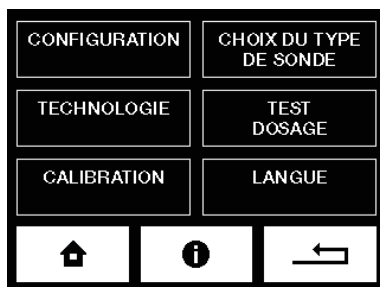 CONFIGURATION
CHOIX DU TYPE
DE SONDE
TECHNOLOGIE
TEST
DOSAGE
CALIBRATION
LANGUE